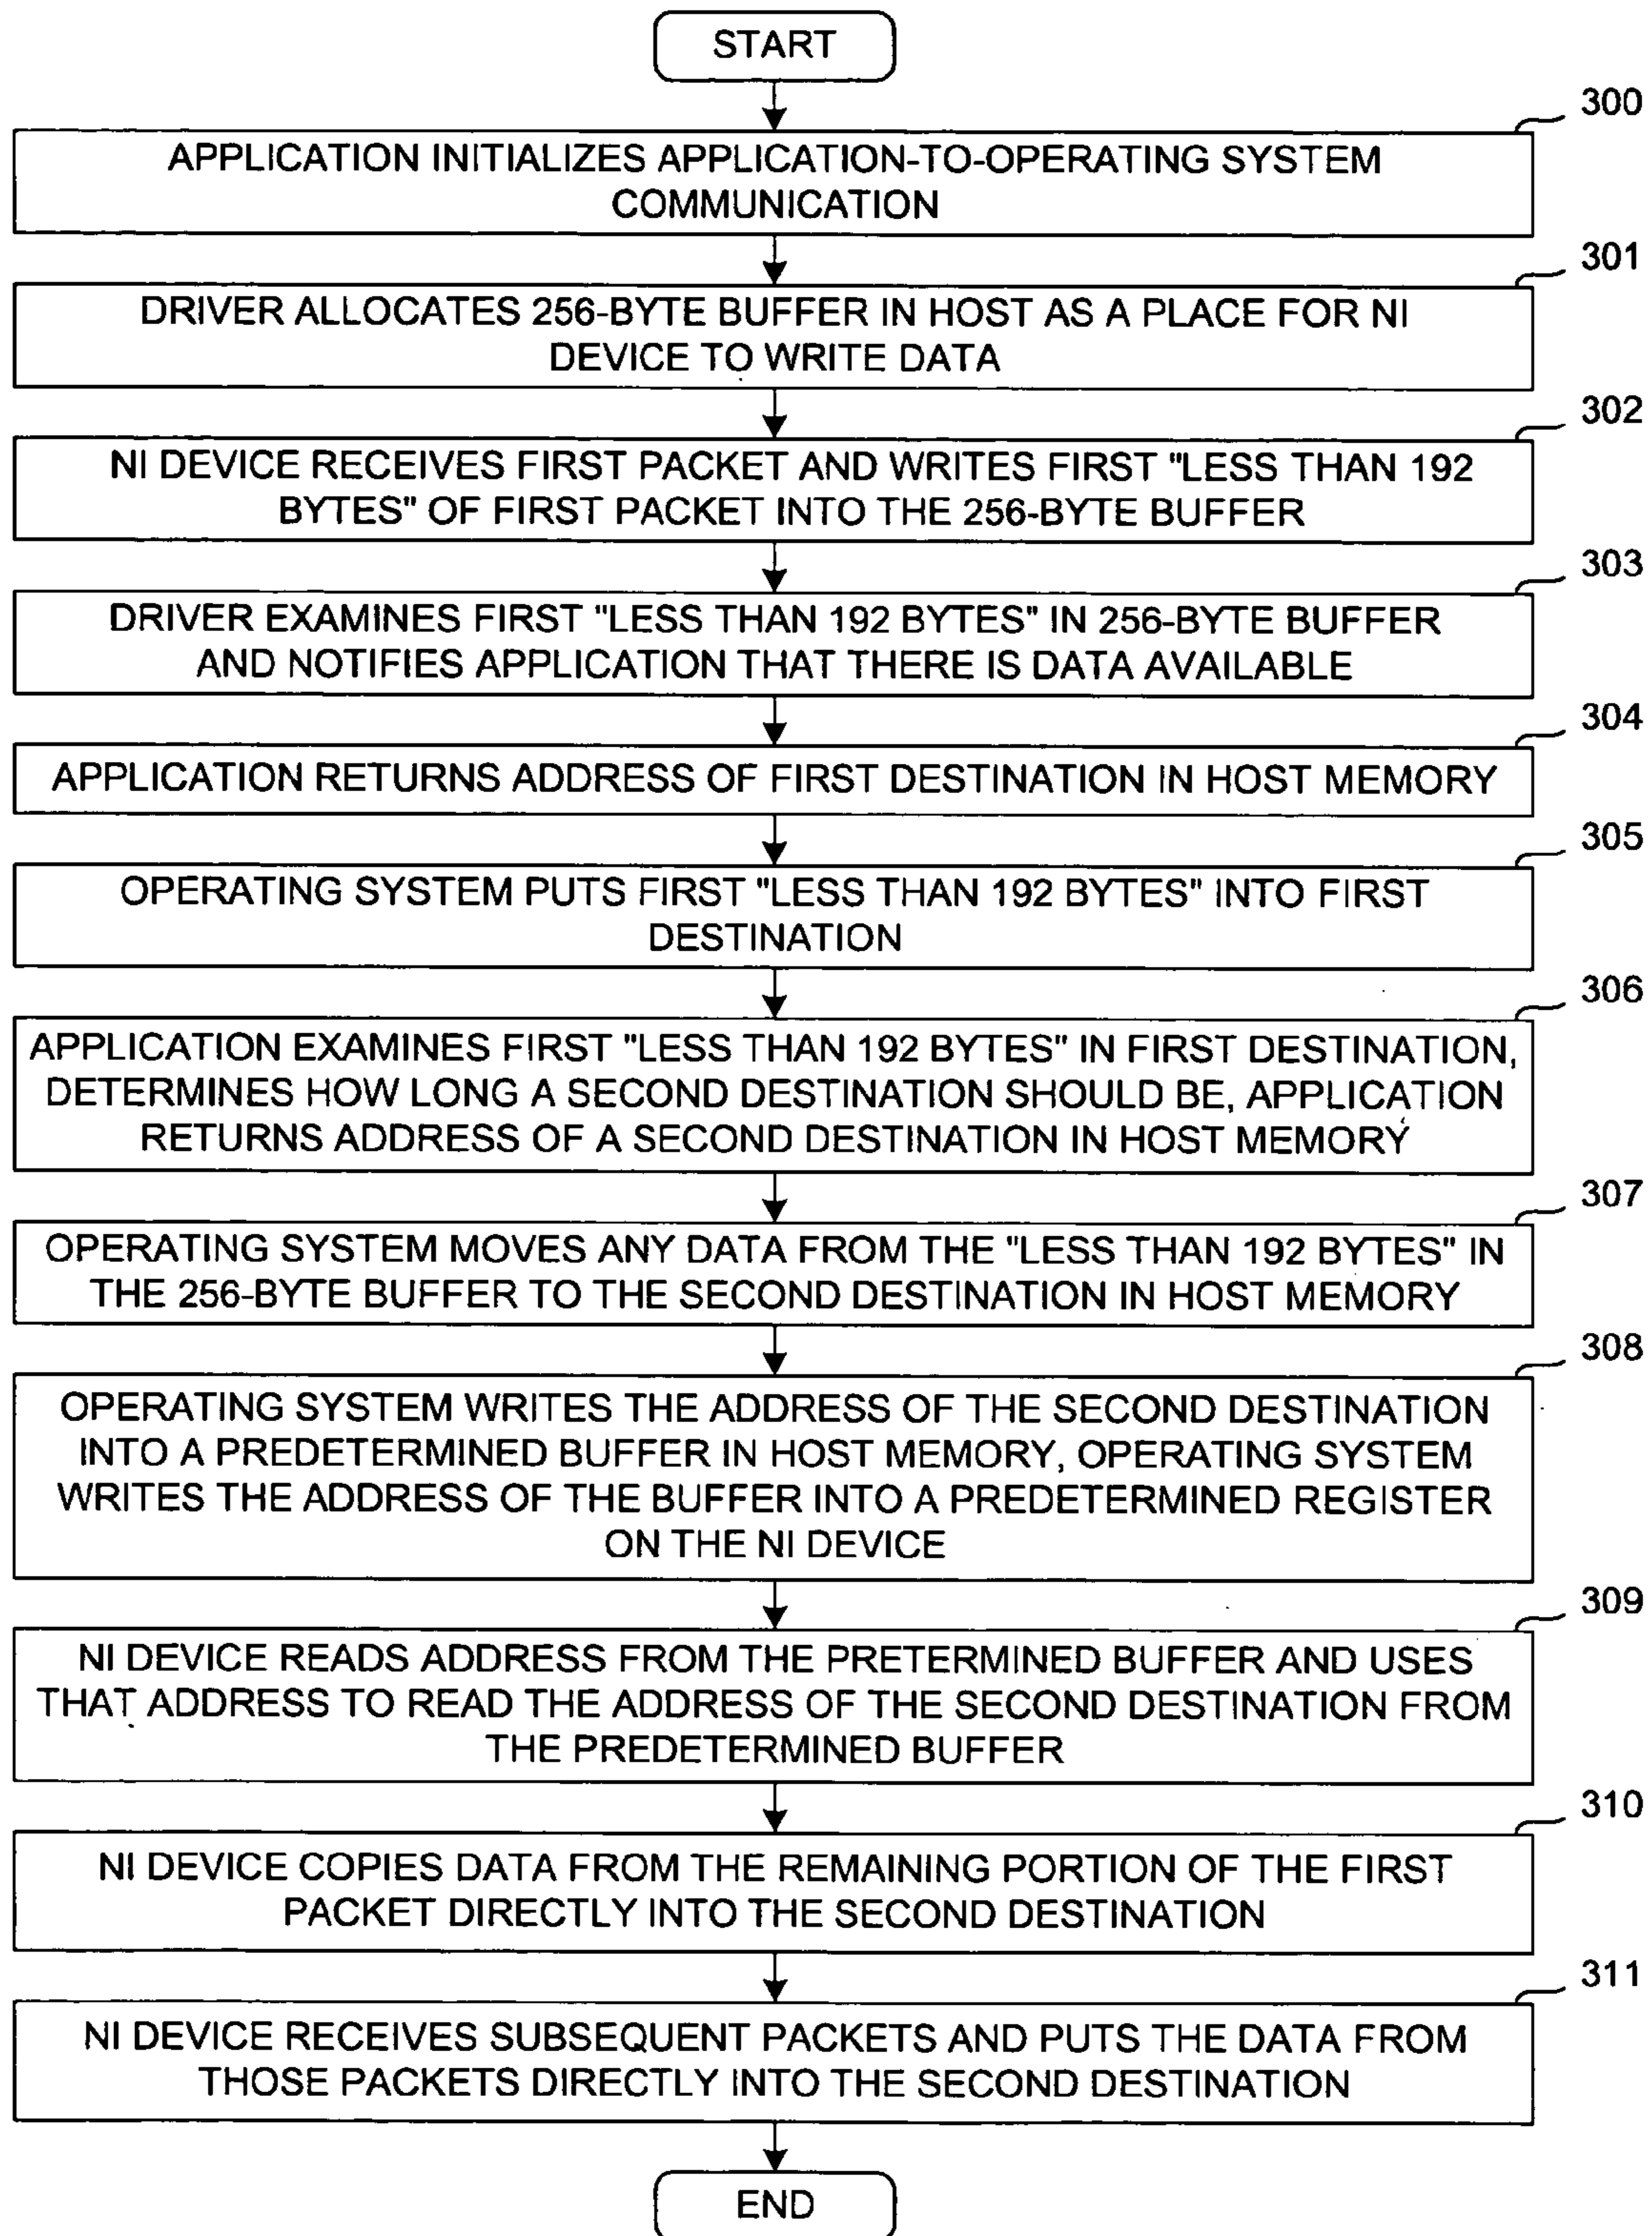 START
300
APPLICATION INITIALIZES APPLICATION-TO-OPERATING SYSTEM
COMMUNICATION
301
DRIVER ALLOCATES 256-BYTE BUFFER IN HOST AS A PLACE FOR NI
DEVICE TO WRITE DATA
302
NI DEVICE RECEIVES FIRST PACKET AND WRITES FIRST "LESS THAN 192
BYTES" OF FIRST PACKET INTO THE 256-BYTE BUFFER
303
DRIVER EXAMINES FIRST "LESS THAN 192 BYTES" IN 256-BYTE BUFFER
AND NOTIFIES APPLICATION THAT THERE IS DATA AVAILABLE
304
APPLICATION RETURNS ADDRESS OF FIRST DESTINATION IN HOST MEMORY
305
OPERATING SYSTEM PUTS FIRST "LESS THAN 192 BYTES" INTO FIRST
DESTINATION
306
APPLICATION EXAMINES FIRST "LESS THAN 192 BYTES" IN FIRST DESTINATION,
DETERMINES HOW LONG A SECOND DESTINATION SHOULD BE, APPLICATION
RETURNS ADDRESS OF A SECOND DESTINATION IN HOST MEMORY
307
OPERATING SYSTEM MOVES ANY DATA FROM THE "LESS THAN 192 BYTES" IN
THE 256-BYTE BUFFER TO THE SECOND DESTINATION IN HOST MEMORY
308
OPERATING SYSTEM WRITES THE ADDRESS OF THE SECOND DESTINATION
INTO A PREDETERMINED BUFFER IN HOST MEMORY, OPERATING SYSTEM
WRITES THE ADDRESS OF THE BUFFER INTO A PREDETERMINED REGISTER
ON THE NI DEVICE
309
NI DEVICE READS ADDRESS FROM THE PRETERMINED BUFFER AND USES
THAT ADDRESS TO READ THE ADDRESS OF THE SECOND DESTINATION FROM
THE PREDETERMINED BUFFER
310
NI DEVICE COPIES DATA FROM THE REMAINING PORTION OF THE FIRST
PACKET DIRECTLY INTO THE SECOND DESTINATION
311
NI DEVICE RECEIVES SUBSEQUENT PACKETS AND PUTS THE DATA FROM
THOSE PACKETS DIRECTLY INTO THE SECOND DESTINATION
END